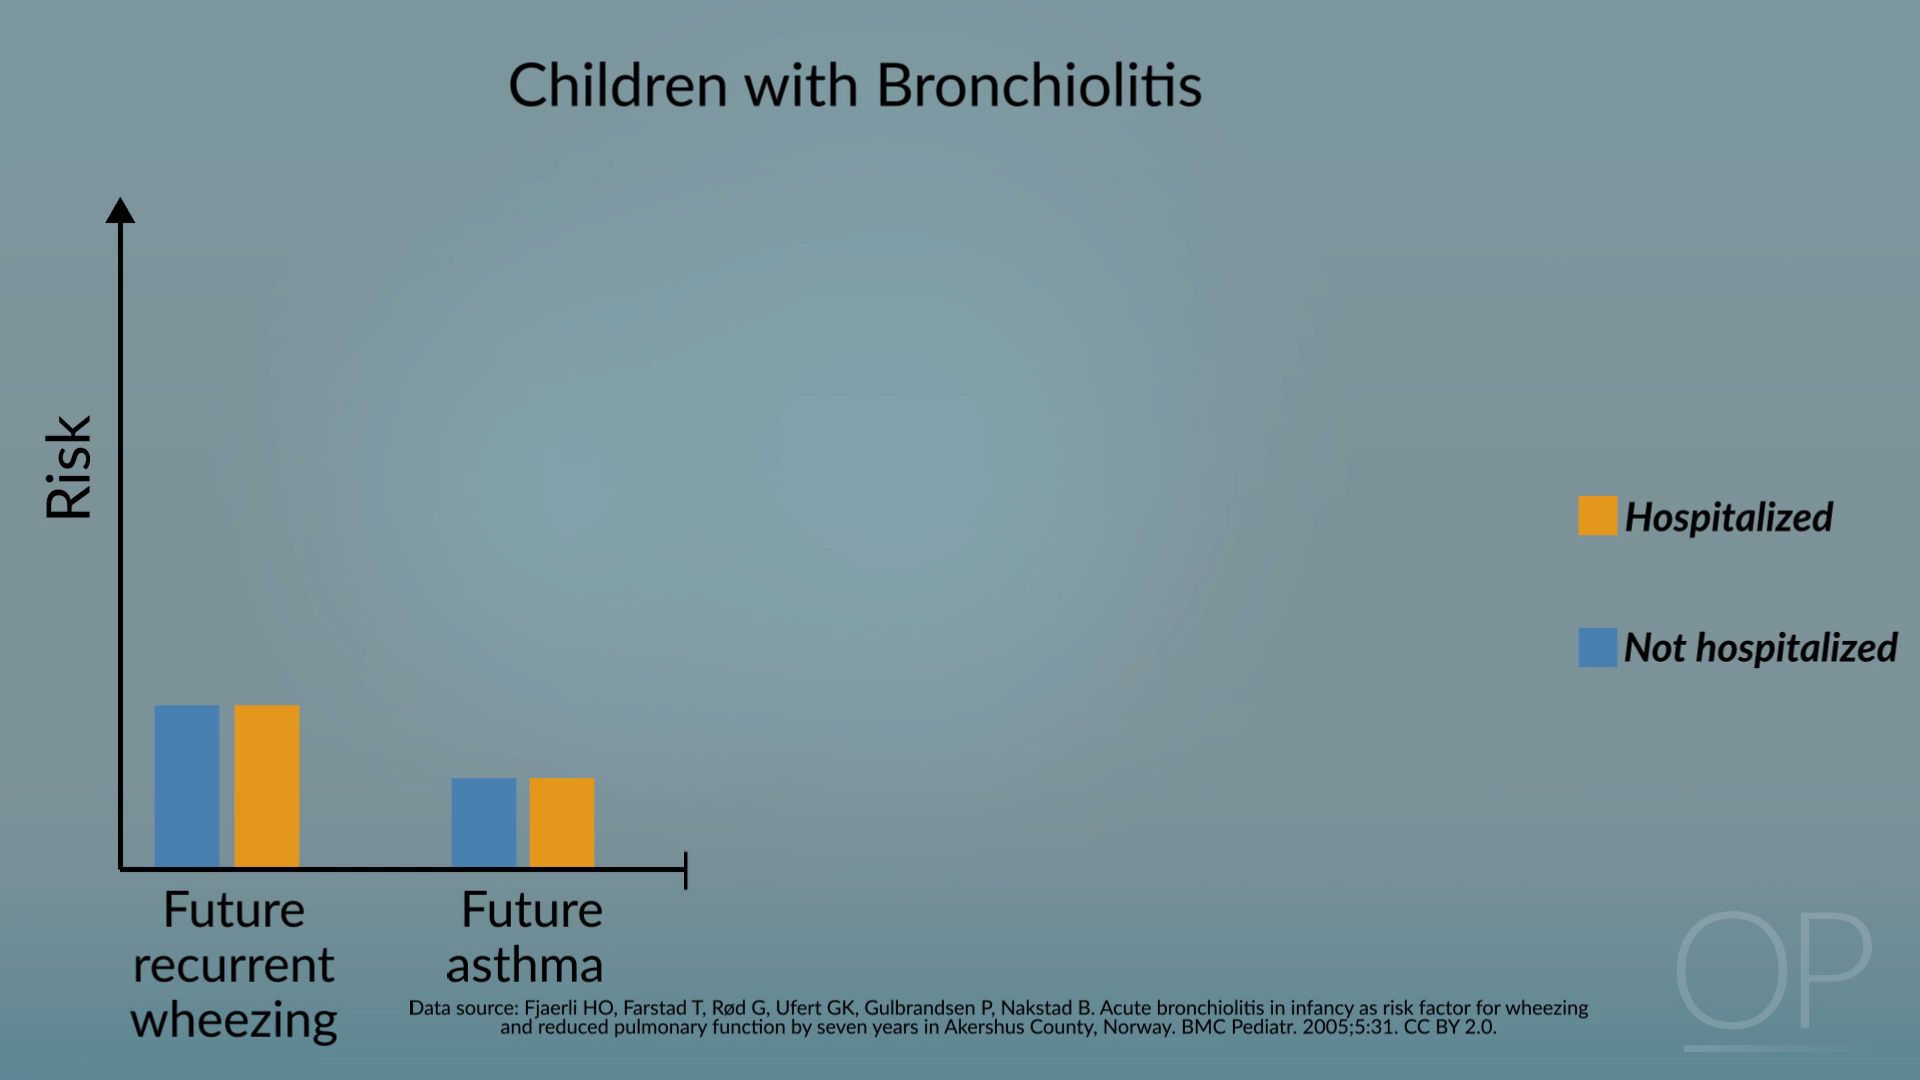 Children with Bronchiolitis
Risk
Hospitalized
Not hospitalized
Future
recurrent
wheezing
Future
asthma
Data source: Fjaerli HO, Farstad T, Rød G, Ufert GK, Gulbrandsen P, Nakstad B. Acute bronchiolitis in infancy as risk factor for wheezing
and reduced pulmonary function by seven years in Akershus County, Norway. BMC Pediatr. 2005;5:31. CC BY 2.0.
OP